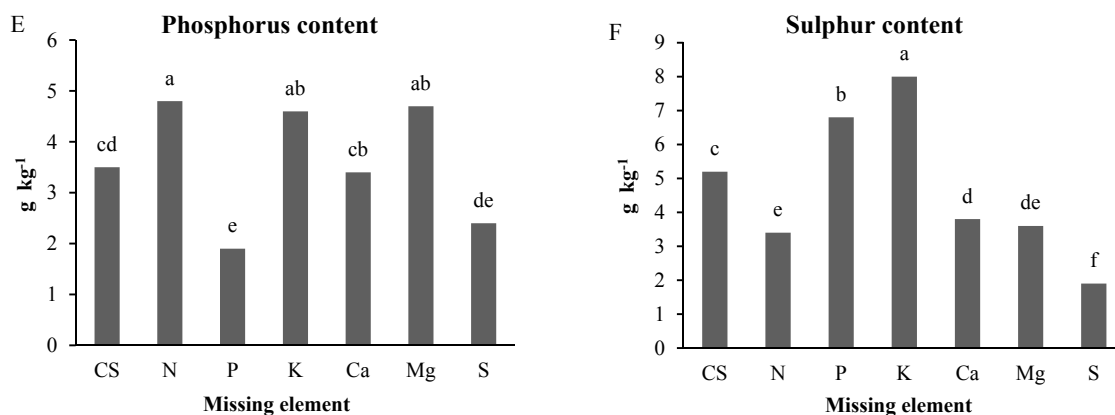 E
Phosphorus content
6
5
4
3
2
1
0
g kg-1
cd
a
e
ab
cb
ab
de
CS N P K Ca Mg S
Missing element
F
Sulphur content
9
8
7
6
5
4
3
2
1
0
g kg-1
c
e
b
a
d
de
f
CS N P K Ca Mg S
Missing element